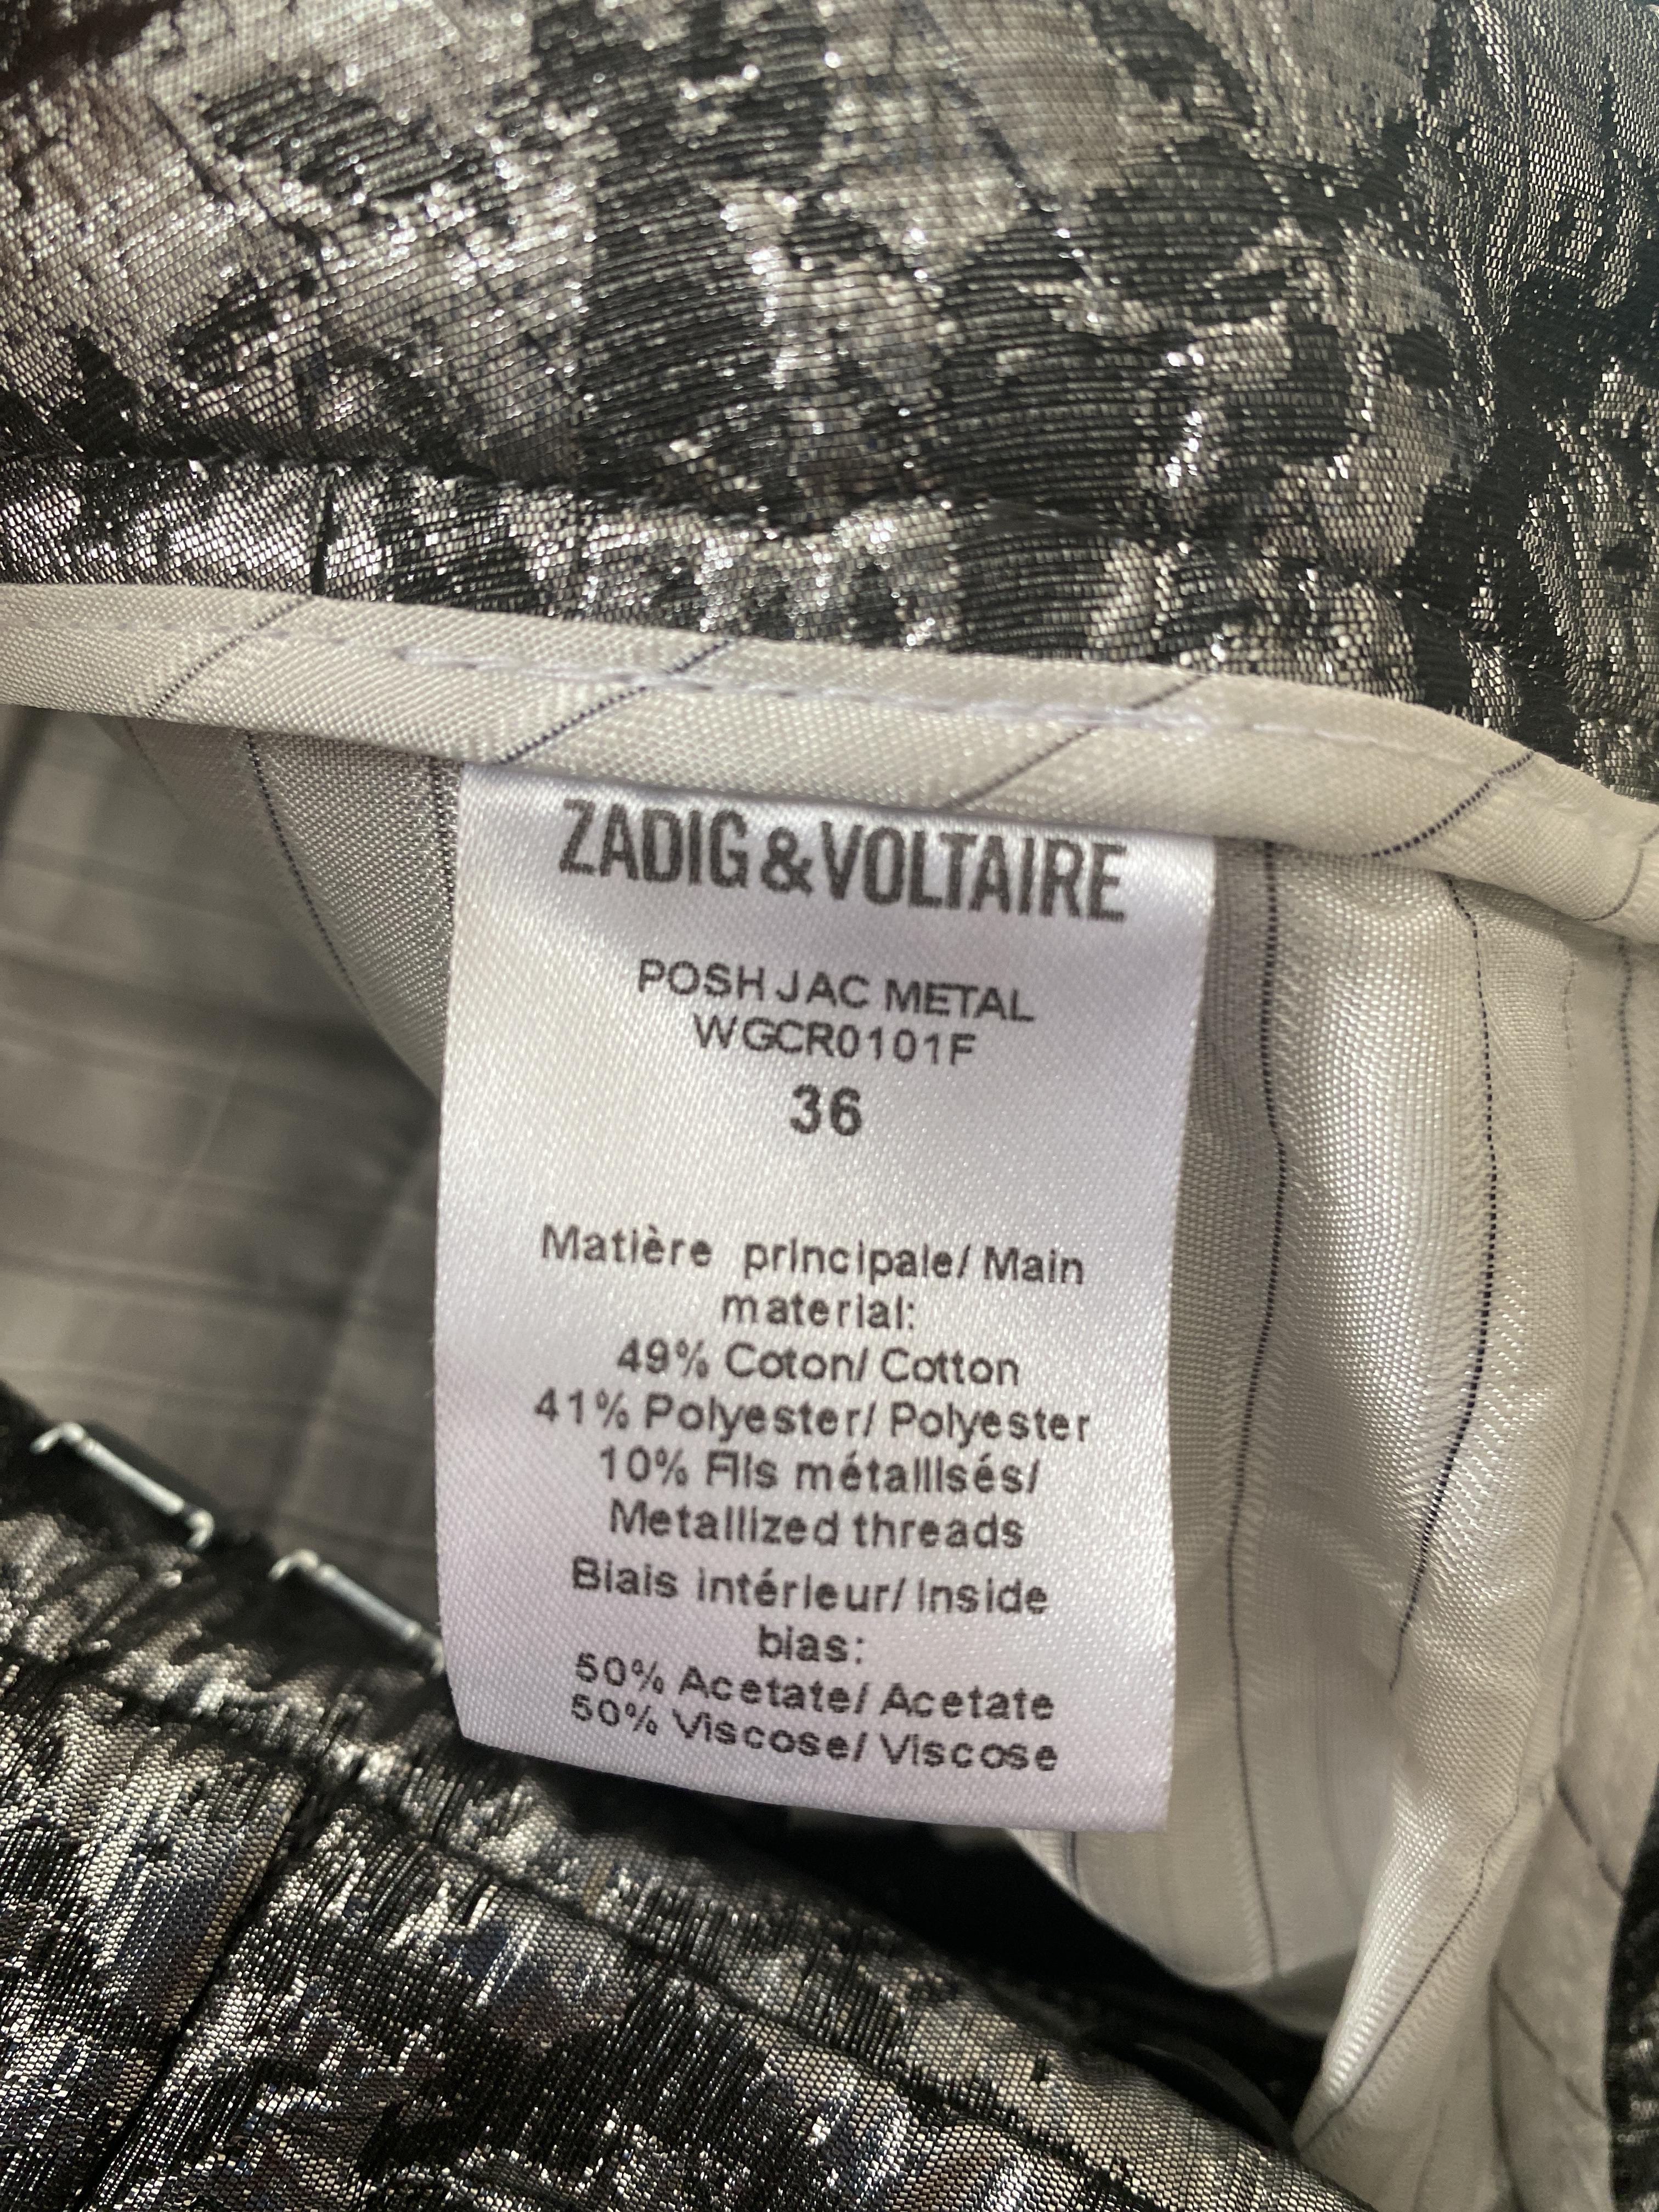 ZADIG & VOLTAIRE
POSH JAC METAL
WGCR0101F
36
Matière principale/ Main
material:
49% Coton/ Cotton
41% Polyester/ Polyester
10% Fils métallisés/
Metallized threads
Biais intérieur/ Inside
bias:
50% Acetate/ Acetate
50% Viscose/ Viscose